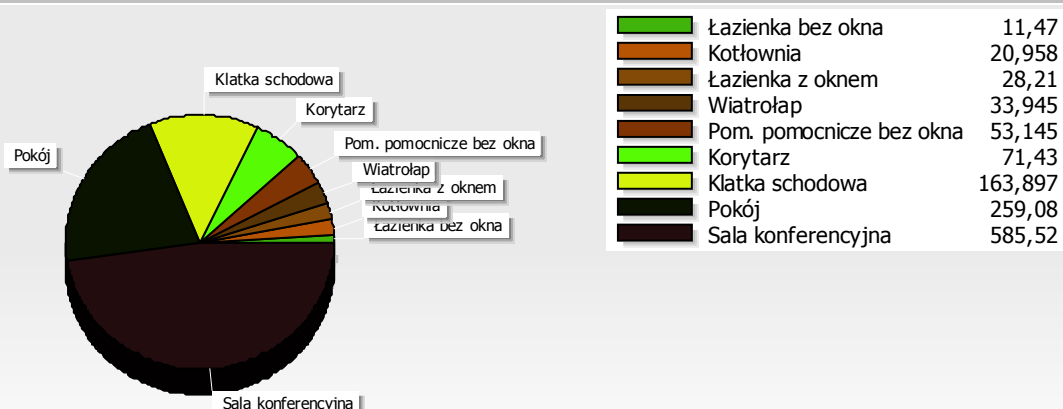 Klatka schodowa
Korytarz
Pom. pomocnicze bez okna
Pokój
Wiatrołap
Łazienka z oknem
Kotłownia
Łazienka bez okna
Sala konferencyjna
Łazienka bez okna 11,47
Kotłownia 20,958
Łazienka z oknem 28,21
Wiatrołap 33,945
Pom. pomocnicze bez okna 53,145
Korytarz 71,43
Klatka schodowa 163,897
Pokój 259,08
Sala konferencyjna 585,52